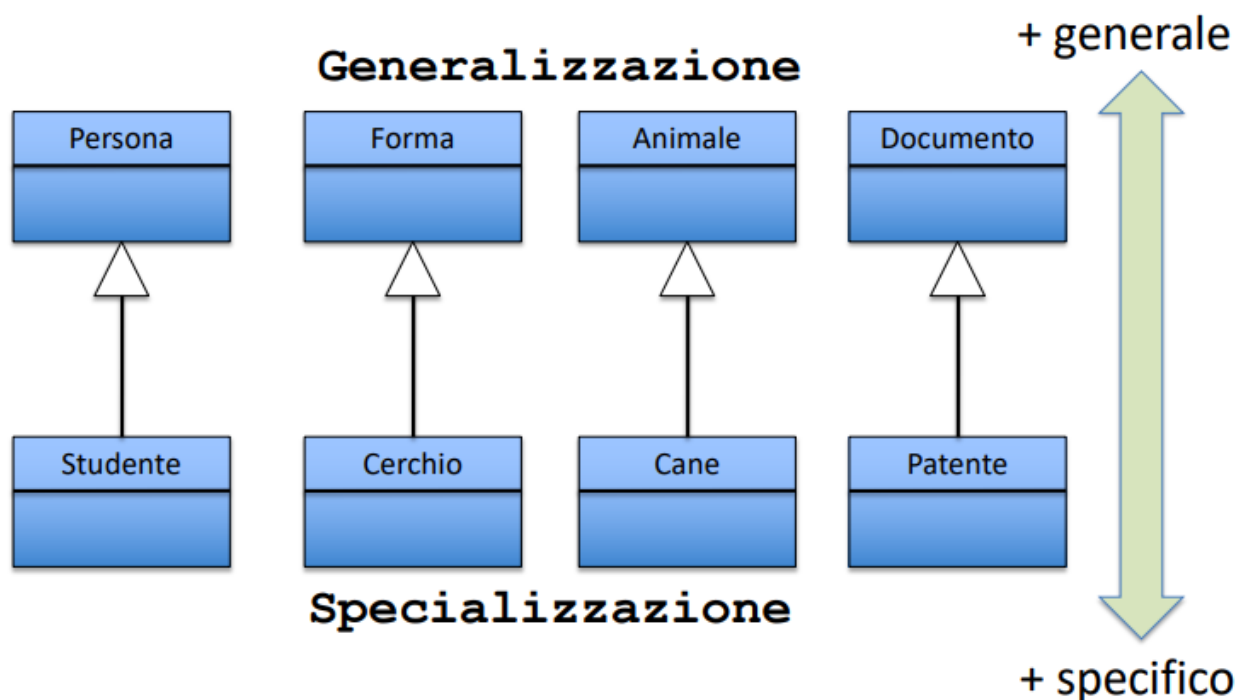 + generale
Generalizzazione
Persona Forma Animale Documento
Studente Cerchio Cane Patente
Specializzazione
+ specifico